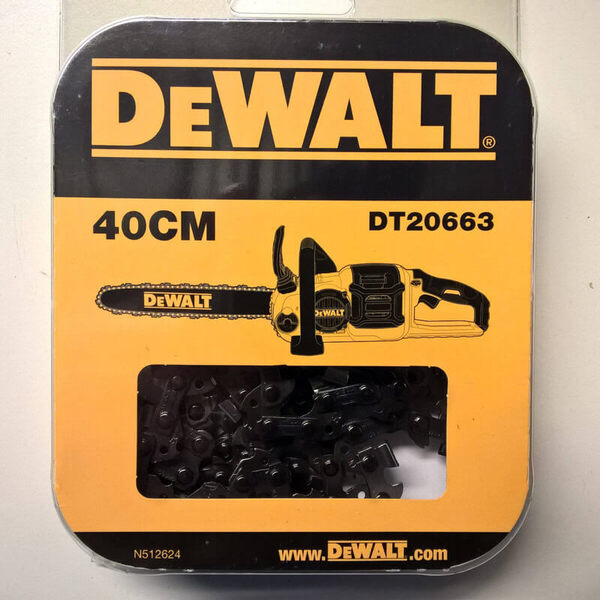 DEWALT®
40CM
DT20663
DEWALT
DEWALT
N512624
www.DEWALT.com